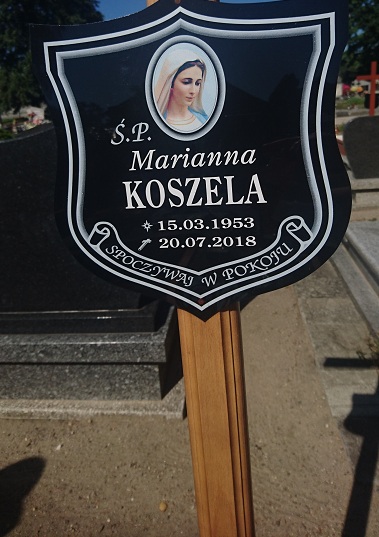 Ś.P.
Marianna
KOSZELA
15.03.1953
20.07.2018
SPOCZYWAJ W POKOJU